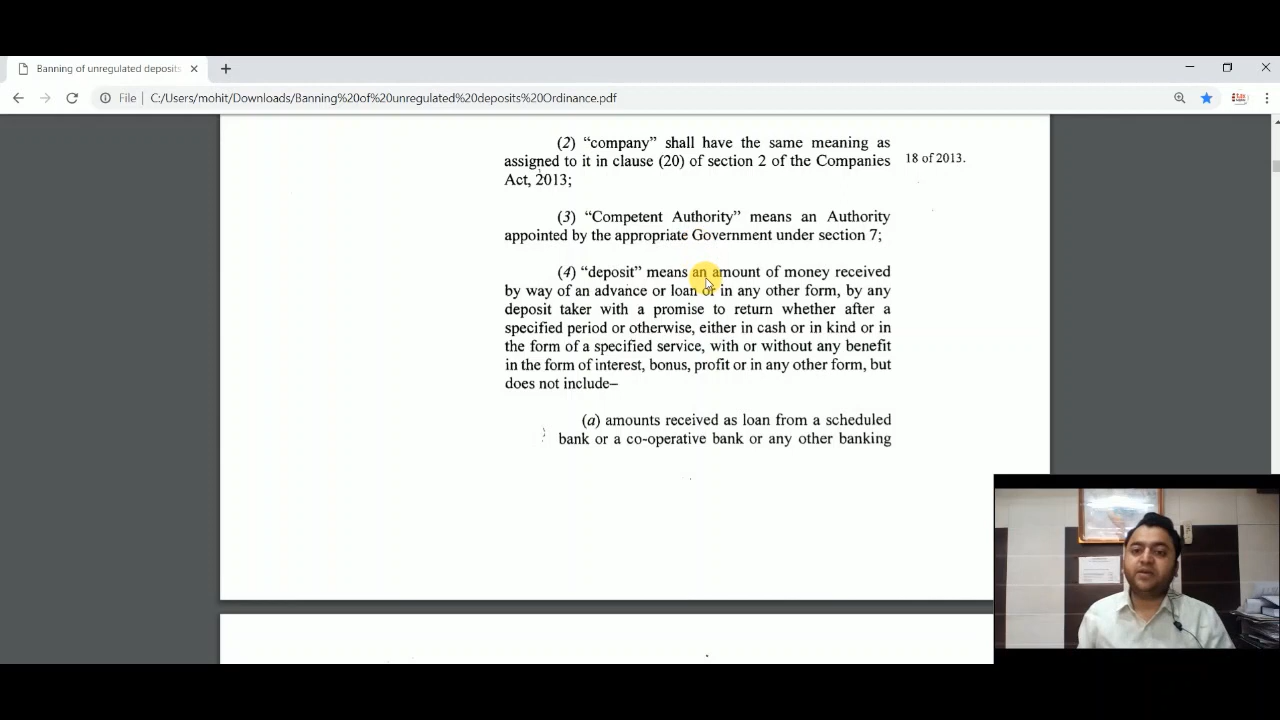 Banning of unregulated deposits
File
C:/Users/mohit/Downloads/Banning%20of%20unregulated%20deposits%20Ordinance.pdf
(2) “company” shall have the same meaning as
assigned to it in clause (20) of section 2 of the Companies
Act, 2013;
18 of 2013.
(3) “Competent Authority” means an Authority
appointed by the appropriate Government under section 7;
(4) “deposit” means an amount of money received
by way of an advance or loan or in any other form, by any
deposit taker with a promise to return whether after a
specified period or otherwise, either in cash or in kind or in
the form of a specified service, with or without any benefit
in the form of interest, bonus, profit or in any other form, but
does not include–
(a) amounts received as loan from a scheduled
bank or a co-operative bank or any other banking